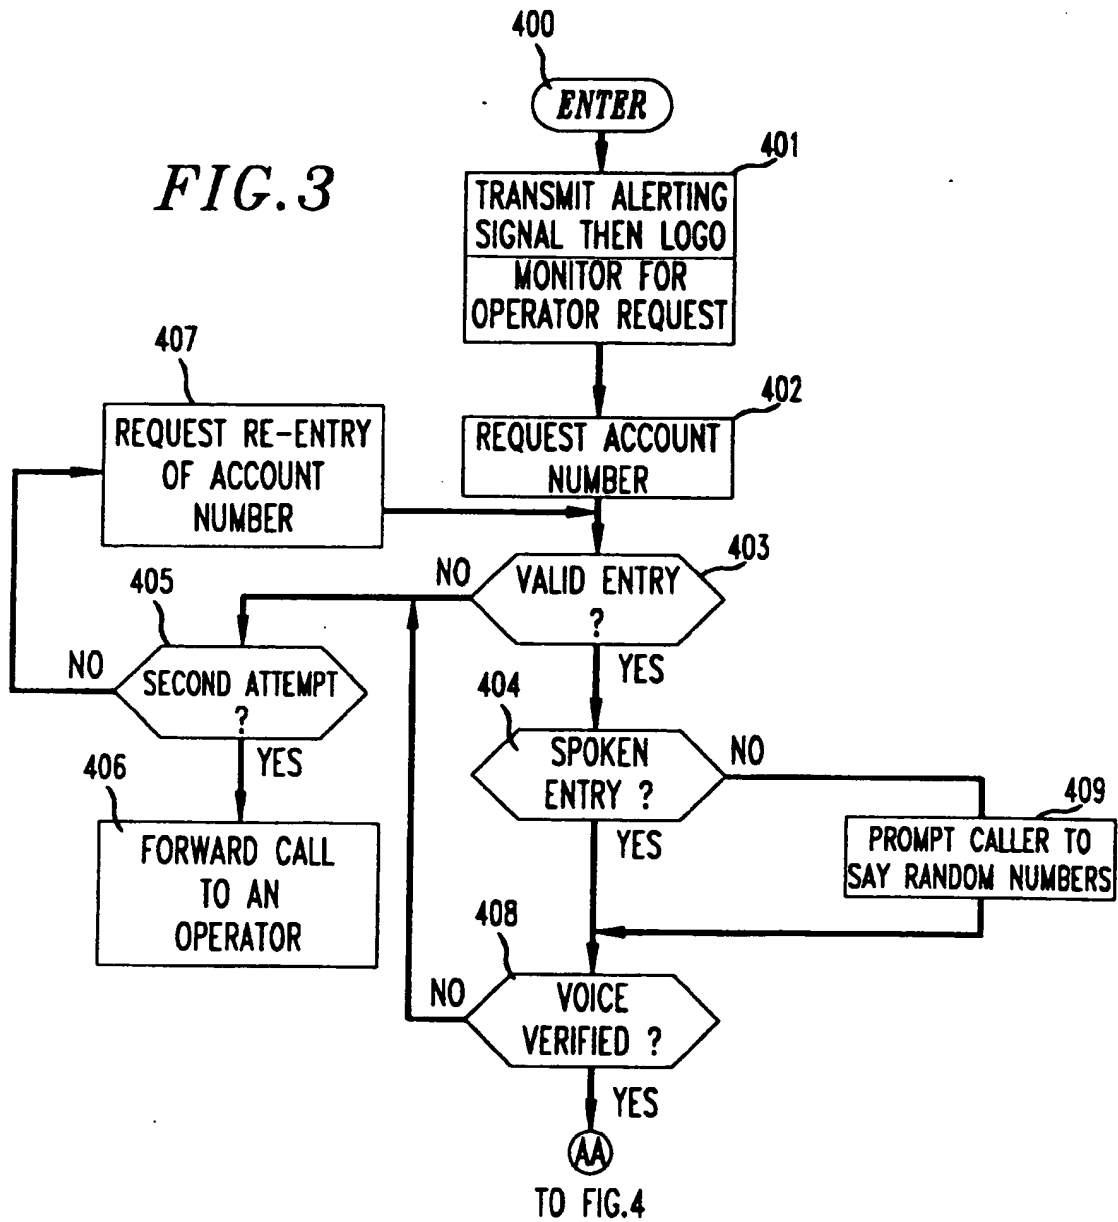 400
ENTER
FIG.3
401
TRANSMIT ALERTING
SIGNAL THEN LOGO
MONITOR FOR
OPERATOR REQUEST
407
REQUEST RE-ENTRY
OF ACCOUNT
NUMBER
402
REQUEST ACCOUNT
NUMBER
403
VALID ENTRY
?
NO
YES
405
SECOND ATTEMPT
?
NO
YES
406
FORWARD CALL
TO AN
OPERATOR
404
SPOKEN
ENTRY ?
NO
YES
409
PROMPT CALLER TO
SAY RANDOM NUMBERS
408
VOICE
VERIFIED ?
NO
YES
AA
TO FIG.4